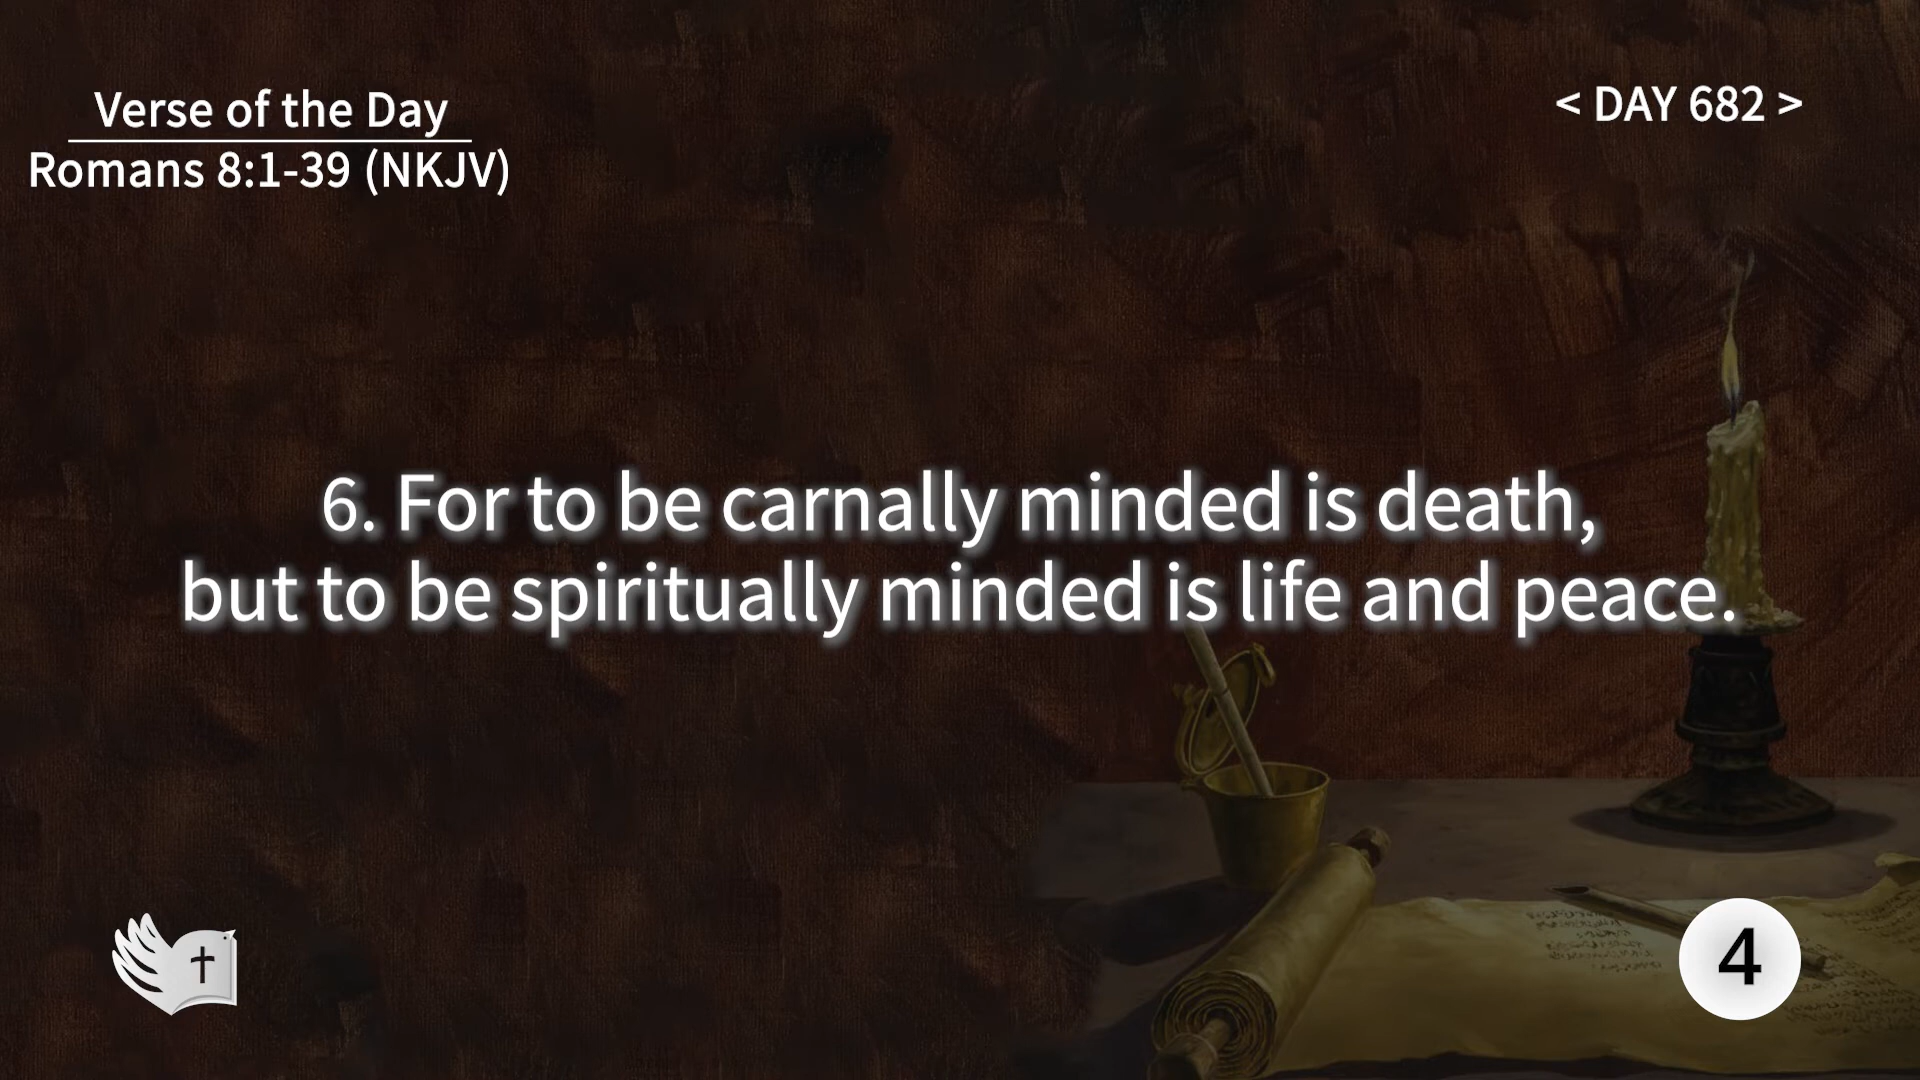 Verse of the Day
Romans 8:1-39 (NKJV)
< DAY 682 >
6. For to be carnally minded is death,
but to be spiritually minded is life and peace.
4